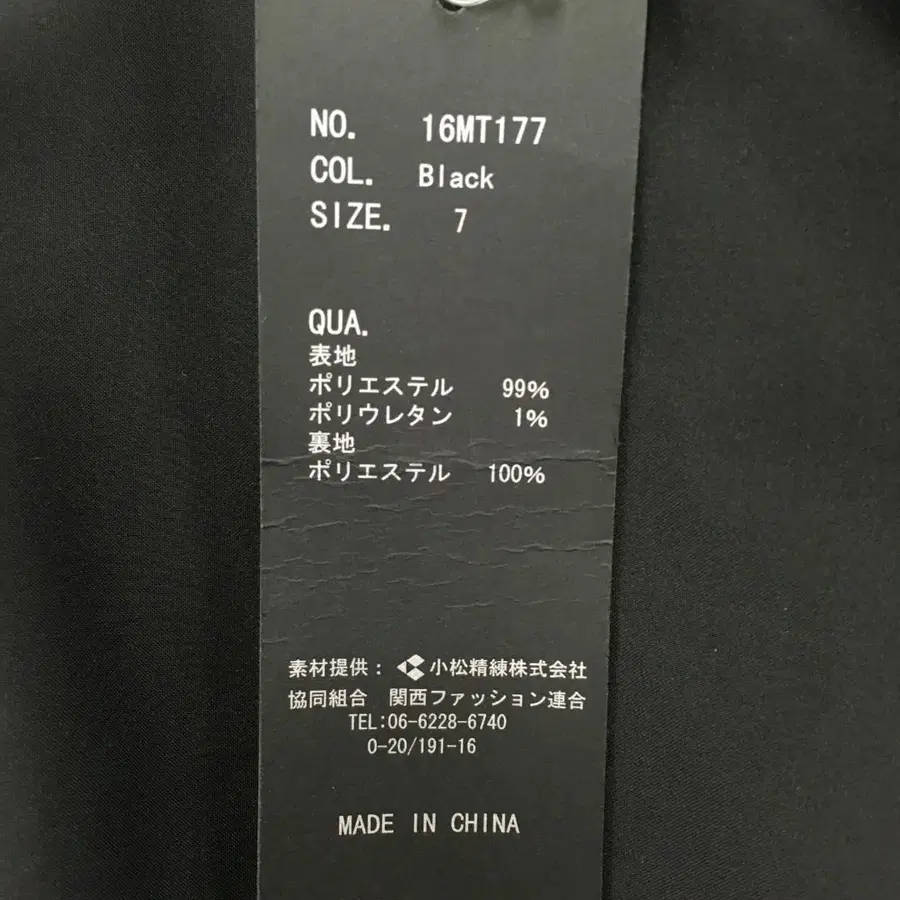 NO. 16MT177
COL. Black
SIZE. 7
QUA.
表地
ポリエステル 99%
ポリウレタン 1%
裏地
ポリエステル 100%
素材提供: 小松精練株式会社
協同組合 関西ファッション連合
TEL:06-6228-6740
0-20/191-16
MADE IN CHINA